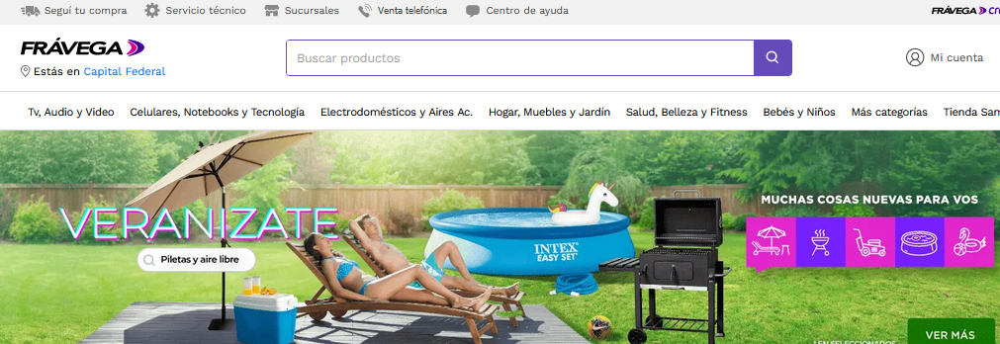 Seguí tu compra
Servicio técnico
Sucursales
Venta telefónica
Centro de ayuda
FRÁVEGA
FRÁVEGA
Estás en Capital Federal
Buscar productos
Mi cuenta
Tv, Audio y Video
Celulares, Notebooks y Tecnología
Electrodomésticos y Aires Ac.
Hogar, Muebles y Jardín
Salud, Belleza y Fitness
Bebés y Niños
Más categorías
Tienda Sam
VERANIZATE
Piletas y aire libre
INTEX
EASY SET
MUCHAS COSAS NUEVAS PARA VOS
VER MÁS